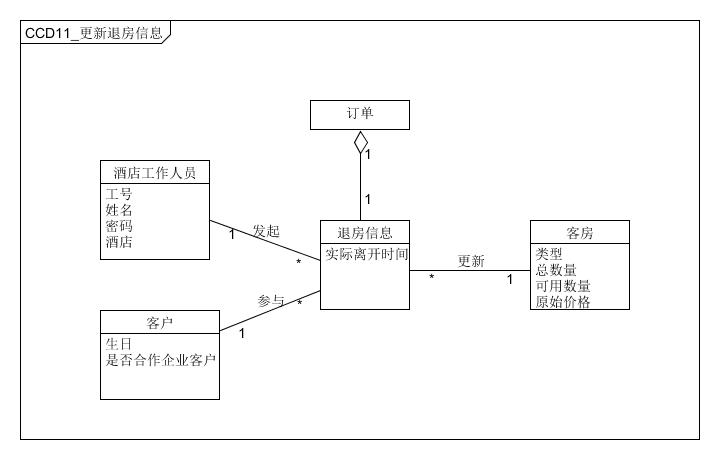 CCD11_更新退房信息
订单
1
1
酒店工作人员
工号
姓名
密码
酒店
发起
1
*
退房信息
实际离开时间
更新
*
1
客房
类型
总数量
可用数量
原始价格
参与
*
1
客户
生日
是否合作企业客户